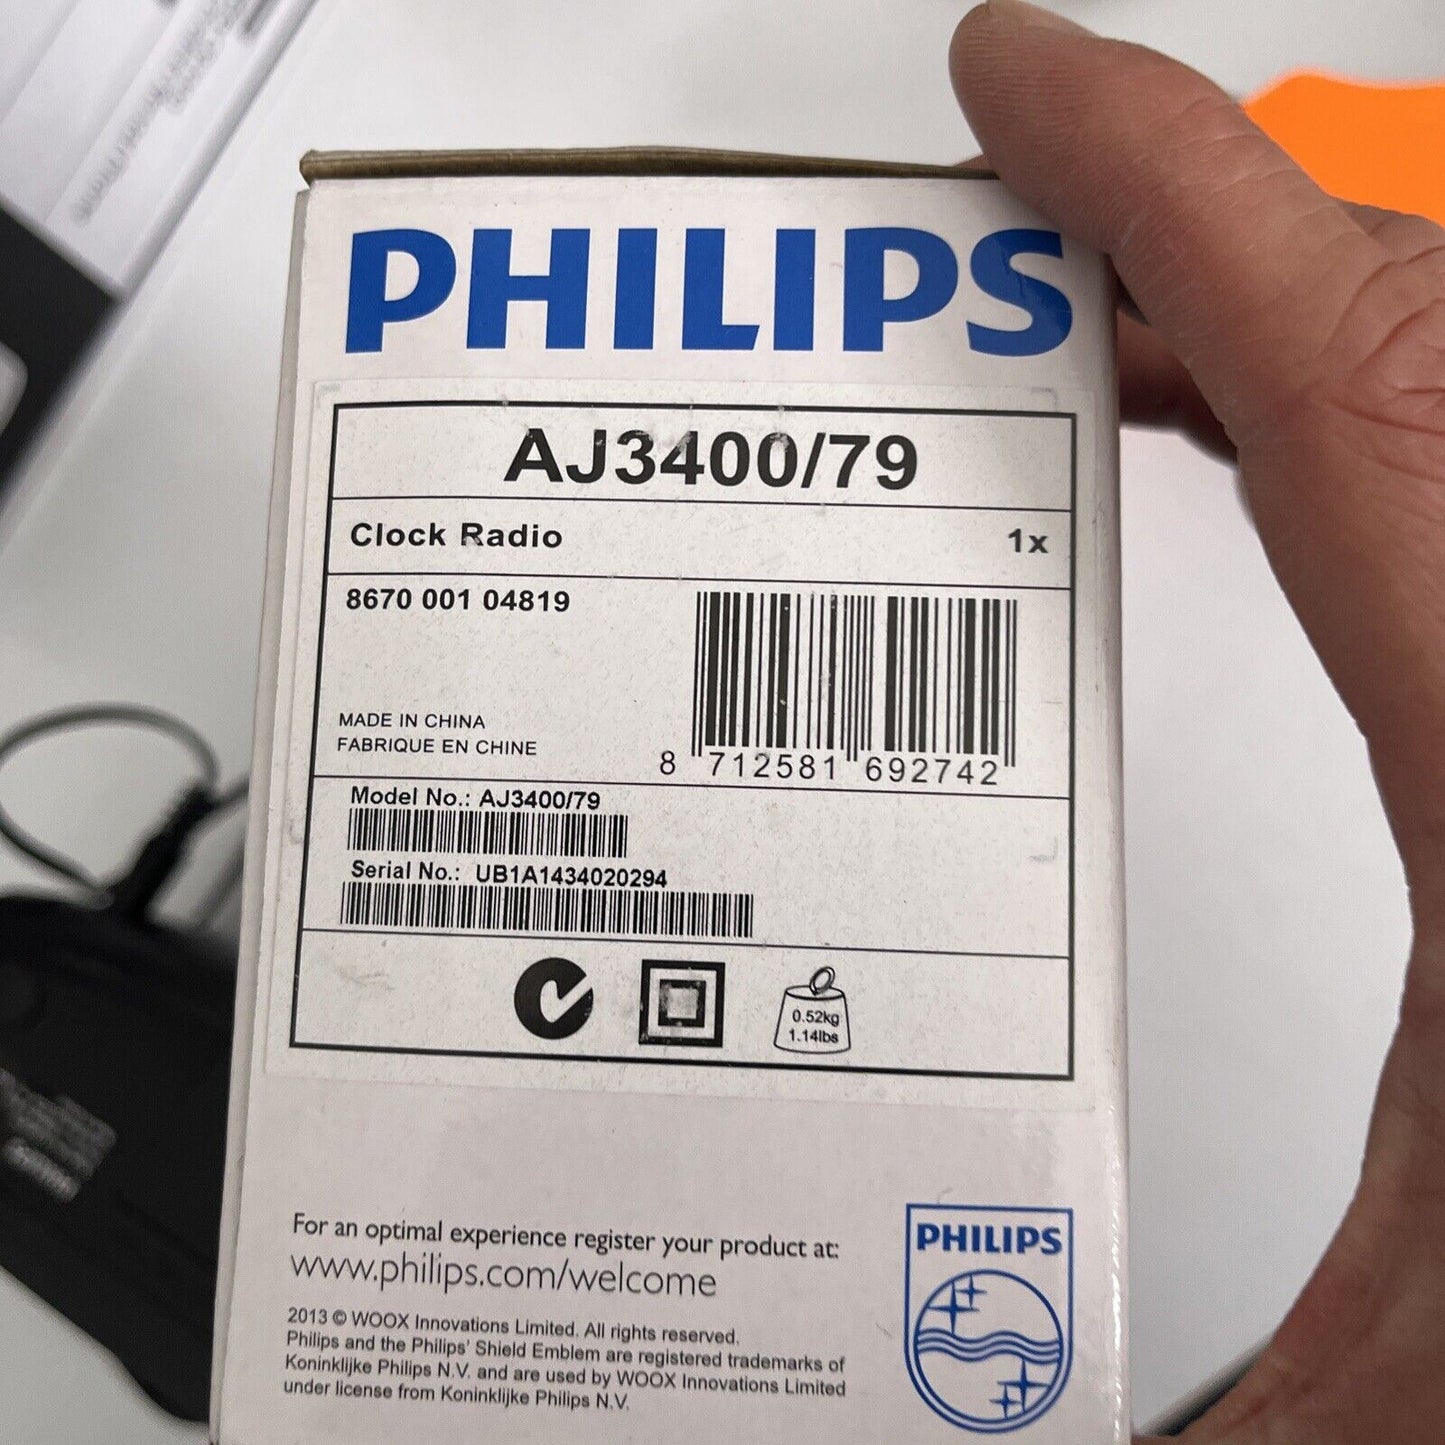 PHILIPS
AJ3400/79
Clock Radio 1x
8670 001 04819
MADE IN CHINA
FABRIQUE EN CHINE
8 712581 692742
Model No.: AJ3400/79
Serial No.: UB1A1434020294
0.52kg
1.14lbs
For an optimal experience register your product at:
www.philips.com/welcome
2013 © WOOX Innovations Limited. All rights reserved.
Philips and the Philips' Shield Emblem are registered trademarks of
Koninklijke Philips N.V. and are used by WOOX Innovations Limited
under license from Koninklijke Philips N.V.
PHILIPS